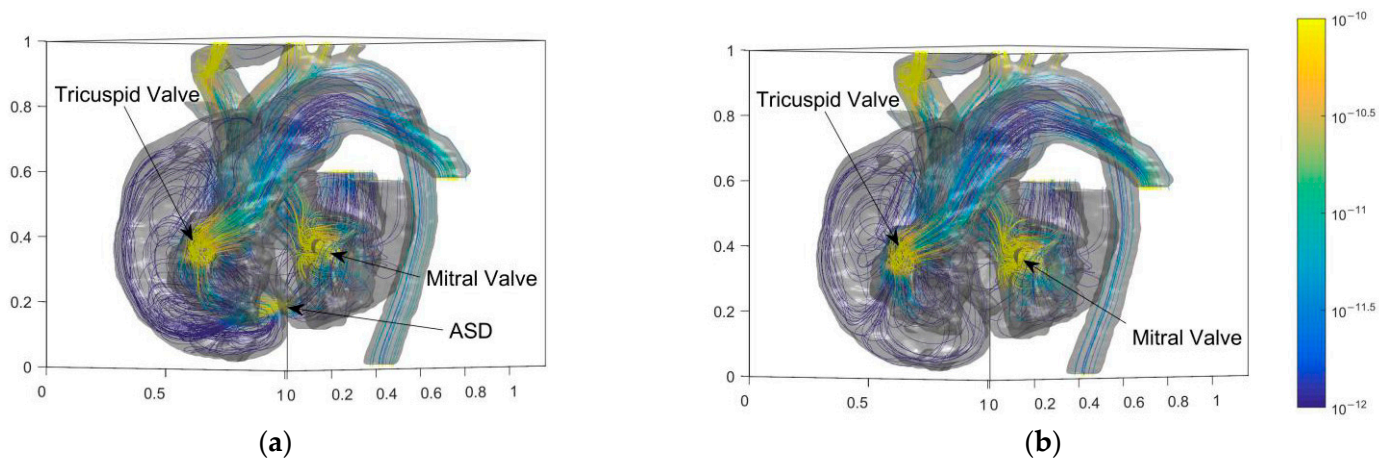 1
0.8
0.6
0.4
0.2
0
0 0.5 1 0 0.2 0.4 0.6 0.8 1
Tricuspid Valve
Mitral Valve
ASD
(a)
1
0.8
0.6
0.4
0.2
0
0 0.5 1 0 0.2 0.4 0.6 0.8 1
Tricuspid Valve
Mitral Valve
(b)
10⁻¹⁰
10⁻¹⁰·⁵
10⁻¹¹
10⁻¹¹·⁵
10⁻¹²